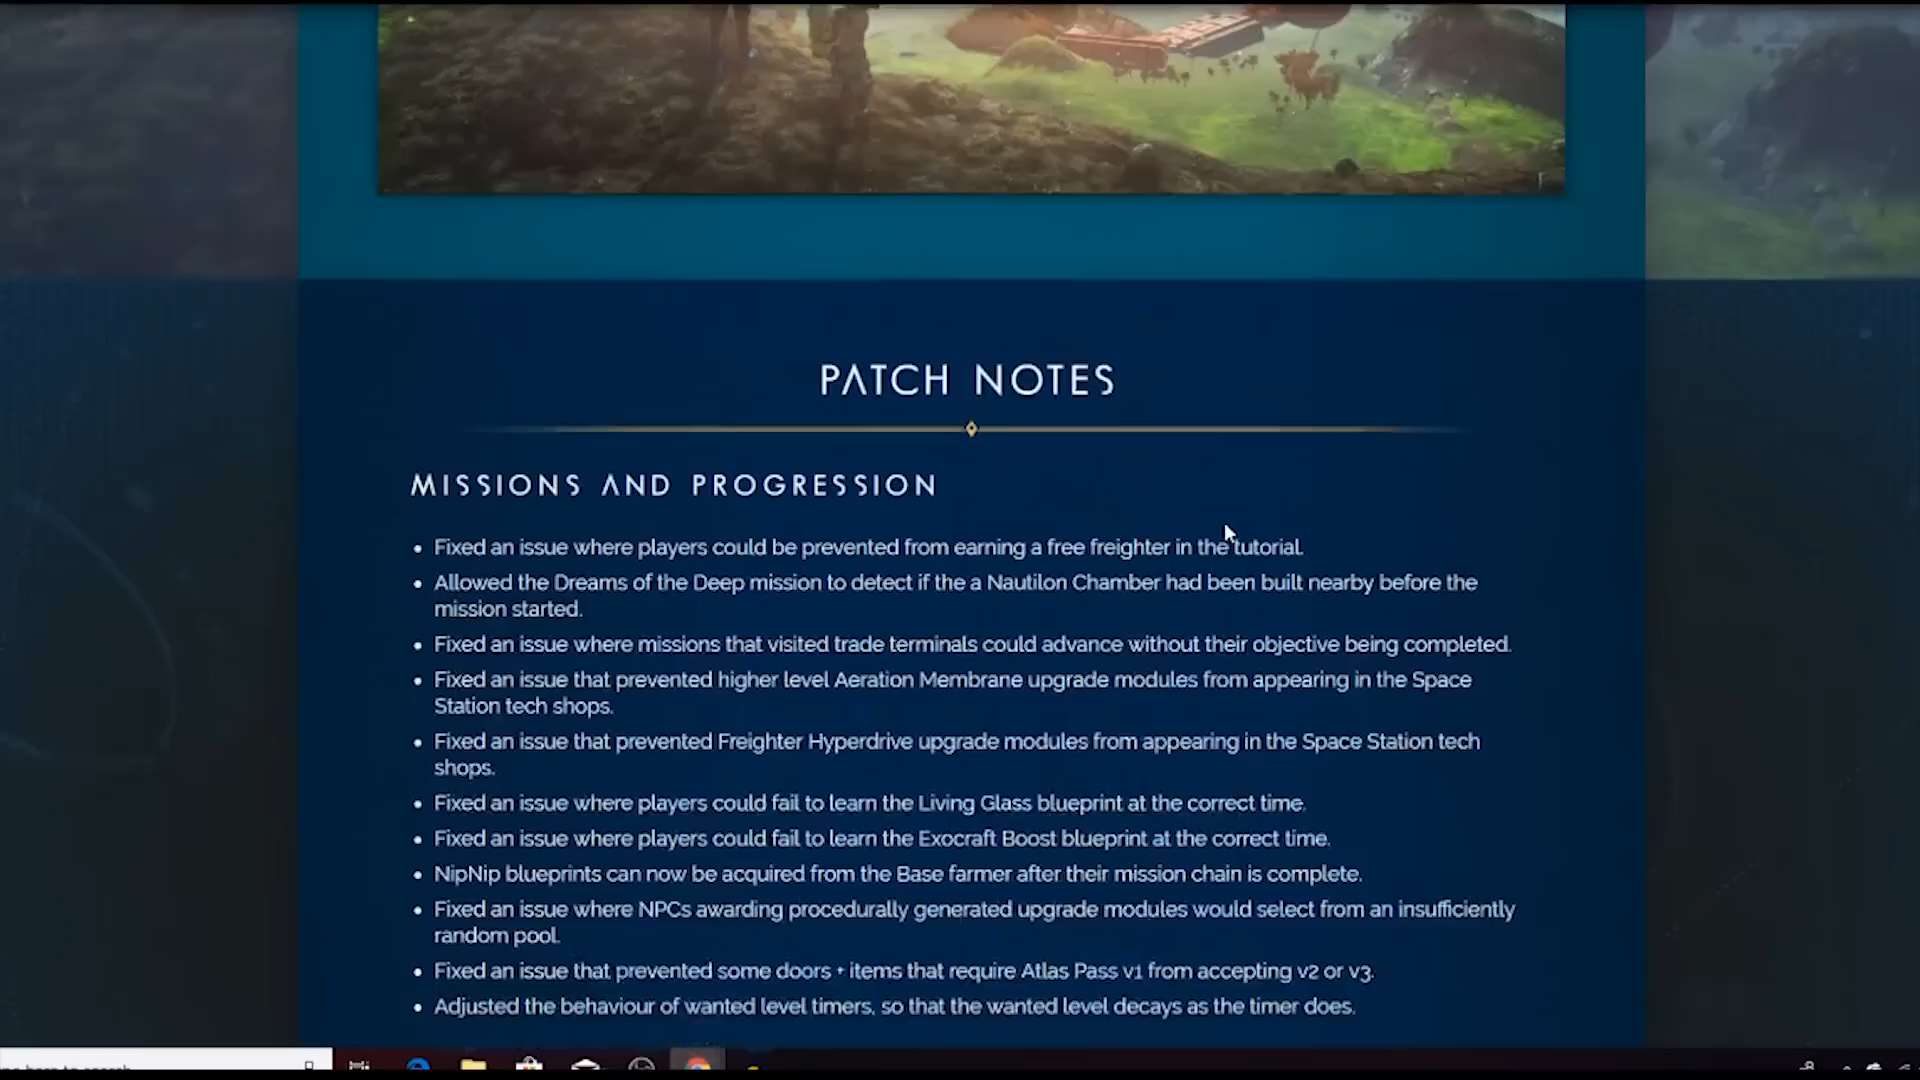 PATCH NOTES
MISSIONS AND PROGRESSION
• Fixed an issue where players could be prevented from earning a free freighter in the tutorial.
• Allowed the Dreams of the Deep mission to detect if the a Nautilon Chamber had been built nearby before the
mission started.
• Fixed an issue where missions that visited trade terminals could advance without their objective being completed.
• Fixed an issue that prevented higher level Aeration Membrane upgrade modules from appearing in the Space
Station tech shops.
• Fixed an issue that prevented Freighter Hyperdrive upgrade modules from appearing in the Space Station tech
shops.
• Fixed an issue where players could fail to learn the Living Glass blueprint at the correct time.
• Fixed an issue where players could fail to learn the Exocraft Boost blueprint at the correct time.
• NipNip blueprints can now be acquired from the Base farmer after their mission chain is complete.
• Fixed an issue where NPCs awarding procedurally generated upgrade modules would select from an insufficiently
random pool.
• Fixed an issue that prevented some doors + items that require Atlas Pass v1 from accepting v2 or v3.
• Adjusted the behaviour of wanted level timers, so that the wanted level decays as the timer does.